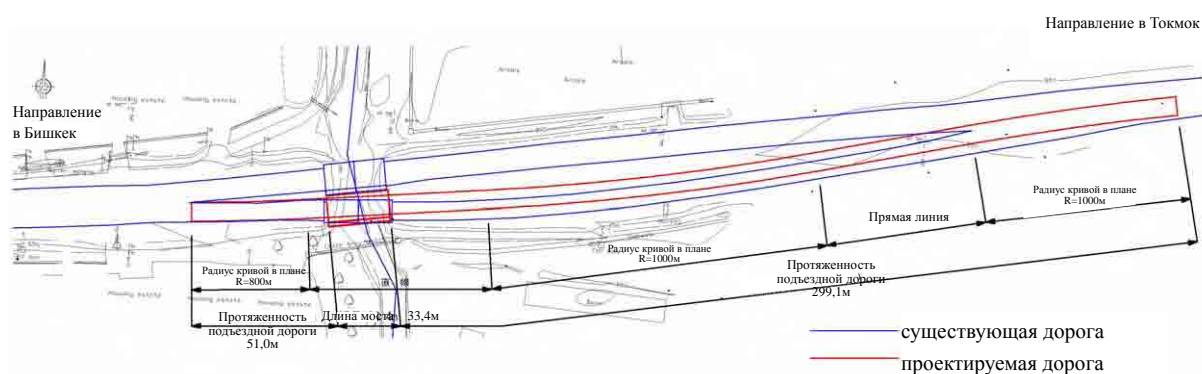 Направление в Токмок
Направление
в Бишкек
Радиус кривой в плане
R=1000м
Прямая линия
Радиус кривой в плане
R=1000м
Радиус кривой в плане
R=800м
Протяженность
подъездной дороги
299,1м
Длина моста
33,4м
Протяженность
подъездной дороги
51,0м
существующая дорога
проектируемая дорога